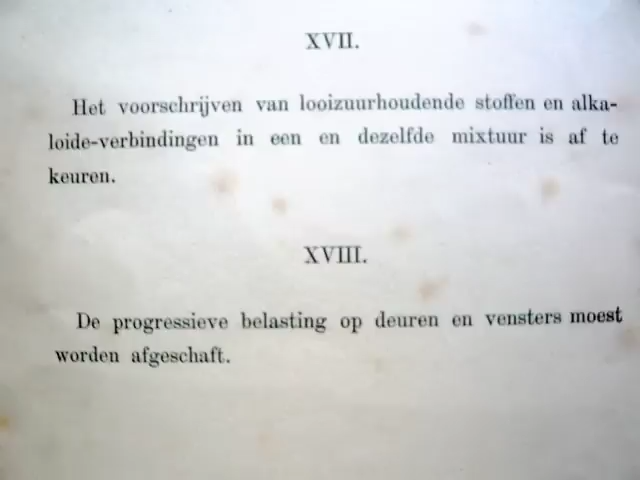 XVII.
Het voorschrijven van looizuurhoudende stoffen en alka-
loide-verbindingen in een en dezelfde mixtuur is af te
keuren.
XVIII.
De progressieve belasting op deuren en vensters moest
worden afgeschaft.